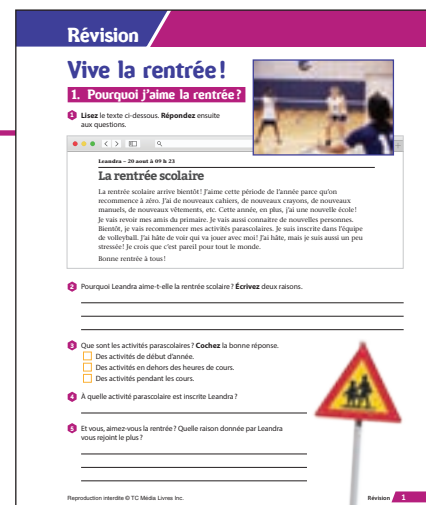 Révision
Vive la rentrée !
1. Pourquoi j'aime la rentrée ?
1 Lisez le texte ci-dessous. Répondez ensuite
aux questions.
Leandra – 20 aout à 09 h 23
La rentrée scolaire
La rentrée scolaire arrive bientôt ! J'aime cette période de l'année parce qu'on
recommence à zéro. J'ai de nouveaux cahiers, de nouveaux crayons, de nouveaux
manuels, de nouveaux vêtements, etc. Cette année, en plus, j'ai une nouvelle école !
Je vais revoir mes amis du primaire. Je vais aussi connaitre de nouvelles personnes.
Bientôt, je vais recommencer mes activités parascolaires. Je suis inscrite dans l'équipe
de volleyball. J'ai hâte de voir qui va jouer avec moi ! J'ai hâte, mais je suis aussi un peu
stressée ! Je crois que c'est pareil pour tout le monde.
Bonne rentrée à tous !
2 Pourquoi Leandra aime-t-elle la rentrée scolaire ? Écrivez deux raisons.
3 Que sont les activités parascolaires ? Cochez la bonne réponse.
Des activités de début d'année.
Des activités en dehors des heures de cours.
Des activités pendant les cours.
4 À quelle activité parascolaire est inscrite Leandra ?
5 Et vous, aimez-vous la rentrée ? Quelle raison donnée par Leandra
vous rejoint le plus ?
Reproduction interdite © TC Média Livres Inc.
Révision 1